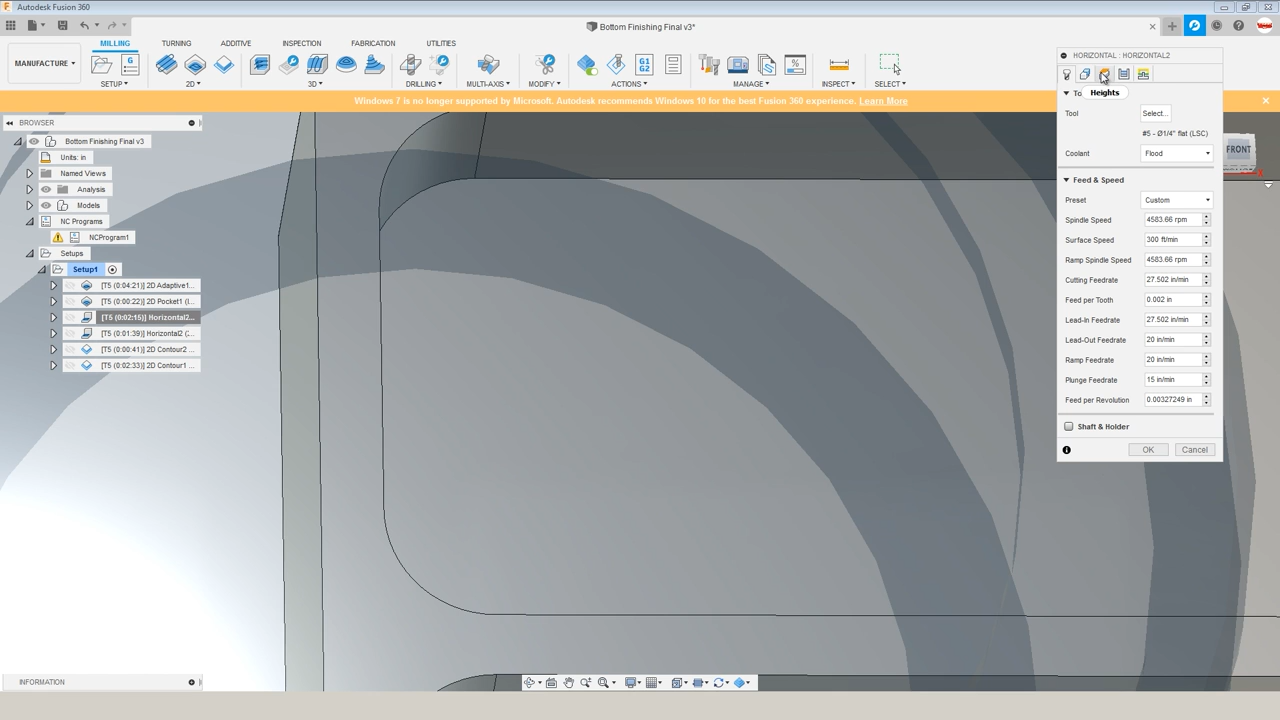 Autodesk Fusion 360
Bottom Finishing Final v3*
MANUFACTURE
MILLING
TURNING
ADDITIVE
INSPECTION
FABRICATION
UTILITIES
G1
G2
SETUP
2D
3D
DRILLING
MULTI-AXIS
MODIFY
ACTIONS
MANAGE
INSPECT
SELECT
Windows 7 is no longer supported by Microsoft. Autodesk recommends Windows 10 for the best Fusion 360 experience. Learn More
BROWSER
Bottom Finishing Final v3
Units: in
Named Views
Analysis
Models
NC Programs
NCProgram1
Setups
Setup1
[T5 (0:04:21)] 2D Adaptive1...
[T5 (0:00:22)] 2D Pocket1 (I...
[T5 (0:02:15)] Horizontal2...
[T5 (0:01:39)] Horizontal2 (2...
[T5 (0:00:41)] 2D Contour2 ...
[T5 (0:02:33)] 2D Contour1 ...
FRONT
X
HORIZONTAL : HORIZONTAL2
To
Heights
Tool
Select...
#5 - Ø1/4" flat (LSC)
Coolant
Flood
Feed & Speed
Preset
Custom
Spindle Speed
4583.66 rpm
Surface Speed
300 ft/min
Ramp Spindle Speed
4583.66 rpm
Cutting Feedrate
27.502 in/min
Feed per Tooth
0.002 in
Lead-In Feedrate
27.502 in/min
Lead-Out Feedrate
20 in/min
Ramp Feedrate
20 in/min
Plunge Feedrate
15 in/min
Feed per Revolution
0.00327249 in
Shaft & Holder
OK
Cancel
INFORMATION